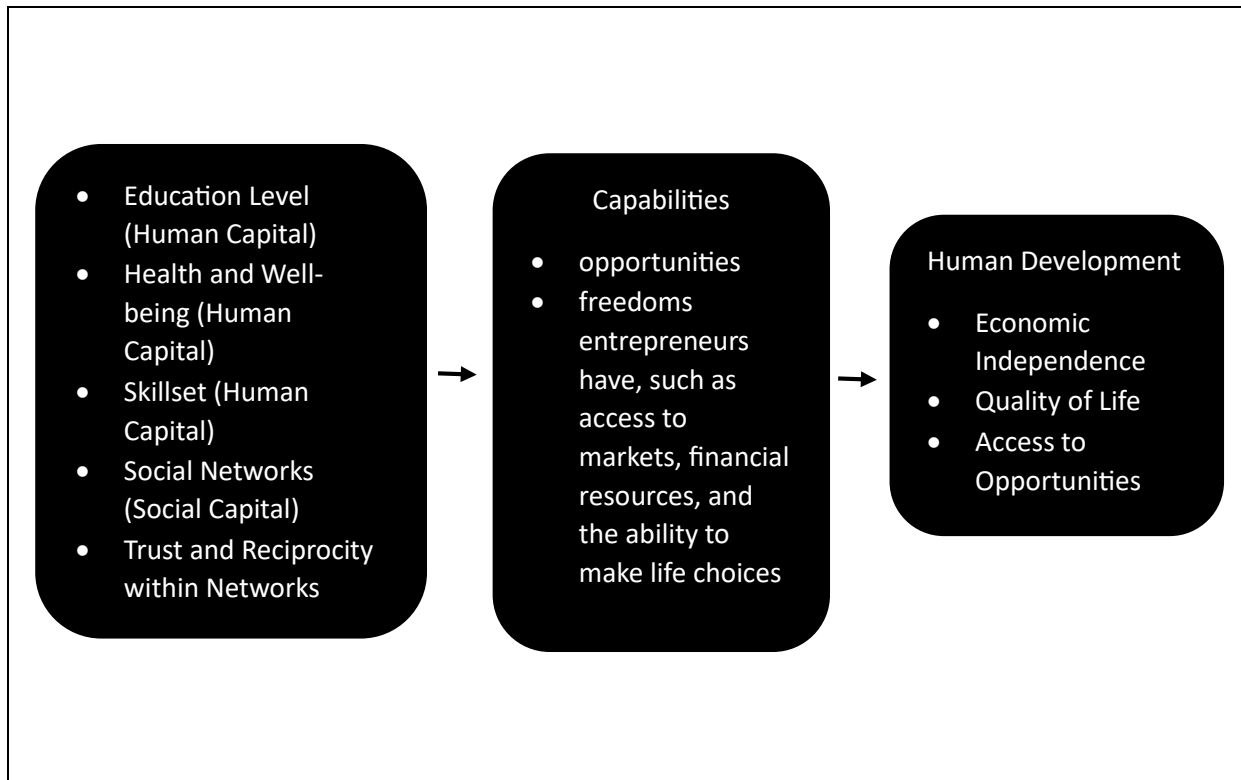 • Education Level
(Human Capital)
• Health and Well-
being (Human
Capital)
• Skillset (Human
Capital)
• Social Networks
(Social Capital)
• Trust and Reciprocity
within Networks
Capabilities
• opportunities
• freedoms
entrepreneurs
have, such as
access to
markets, financial
resources, and
the ability to
make life choices
Human Development
• Economic
Independence
• Quality of Life
• Access to
Opportunities